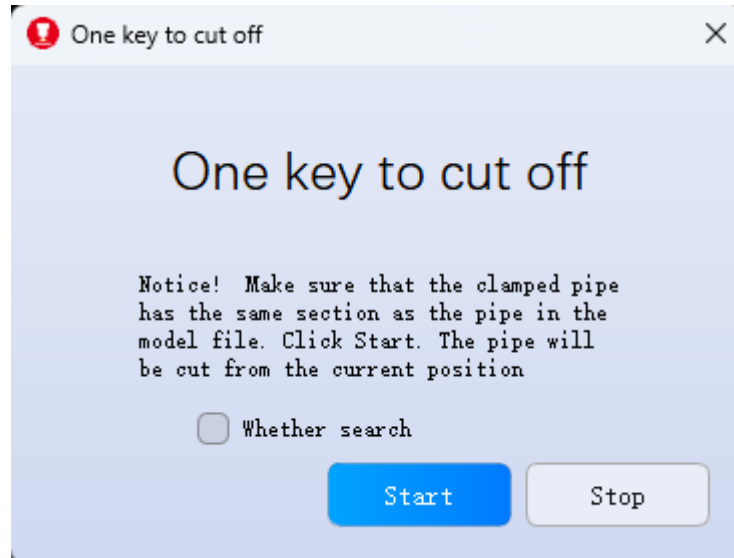 One key to cut off
One key to cut off
Notice!  Make sure that the clamped pipe
has the same section as the pipe in the
model file. Click Start. The pipe will
be cut from the current position
Whether search
Start Stop